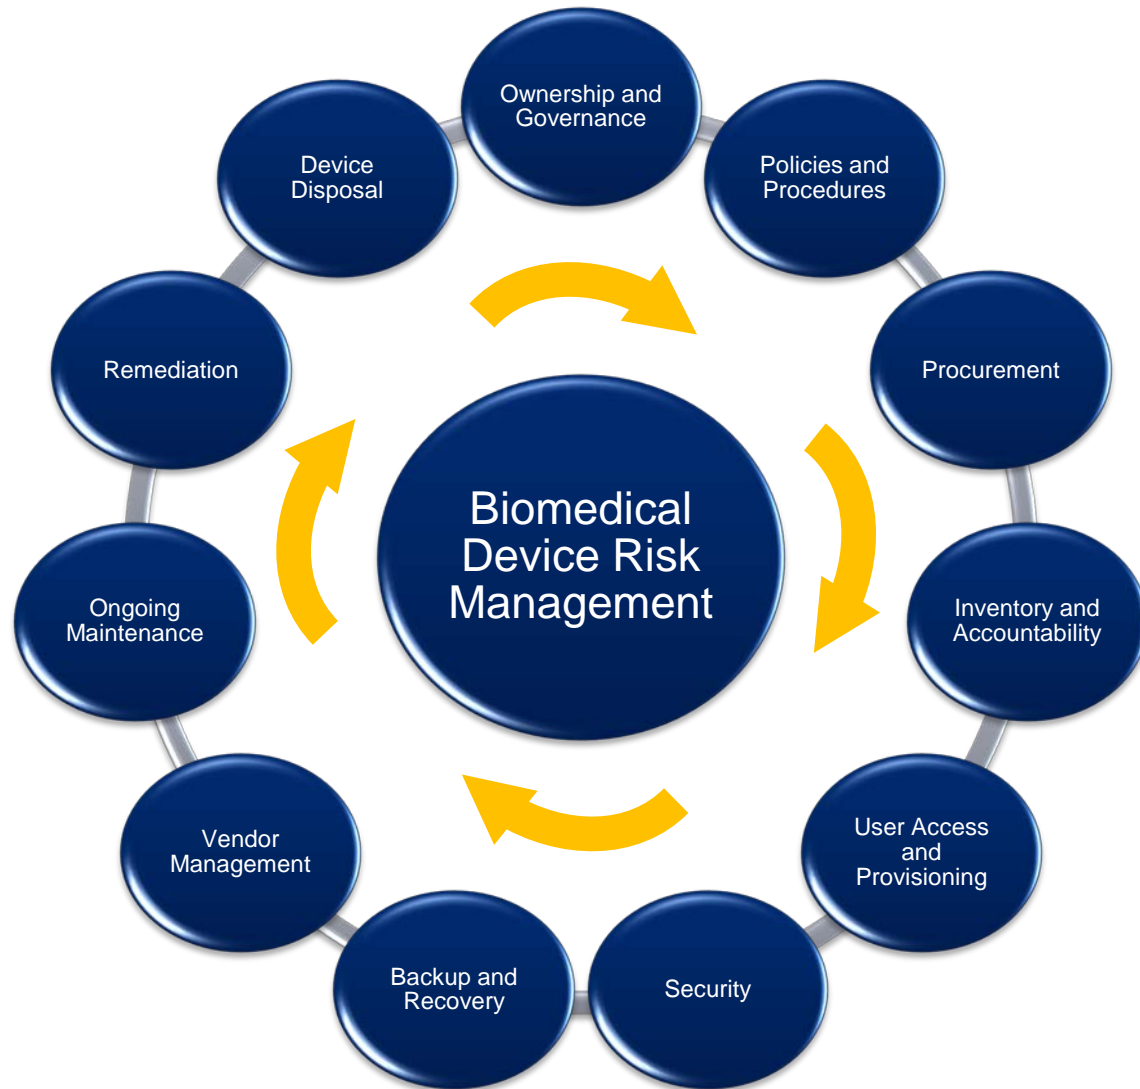 Ownership and
Governance
Policies and
Procedures
Procurement
Inventory and
Accountability
User Access
and
Provisioning
Security
Backup and
Recovery
Vendor
Management
Ongoing
Maintenance
Remediation
Device
Disposal
Biomedical
Device Risk
Management